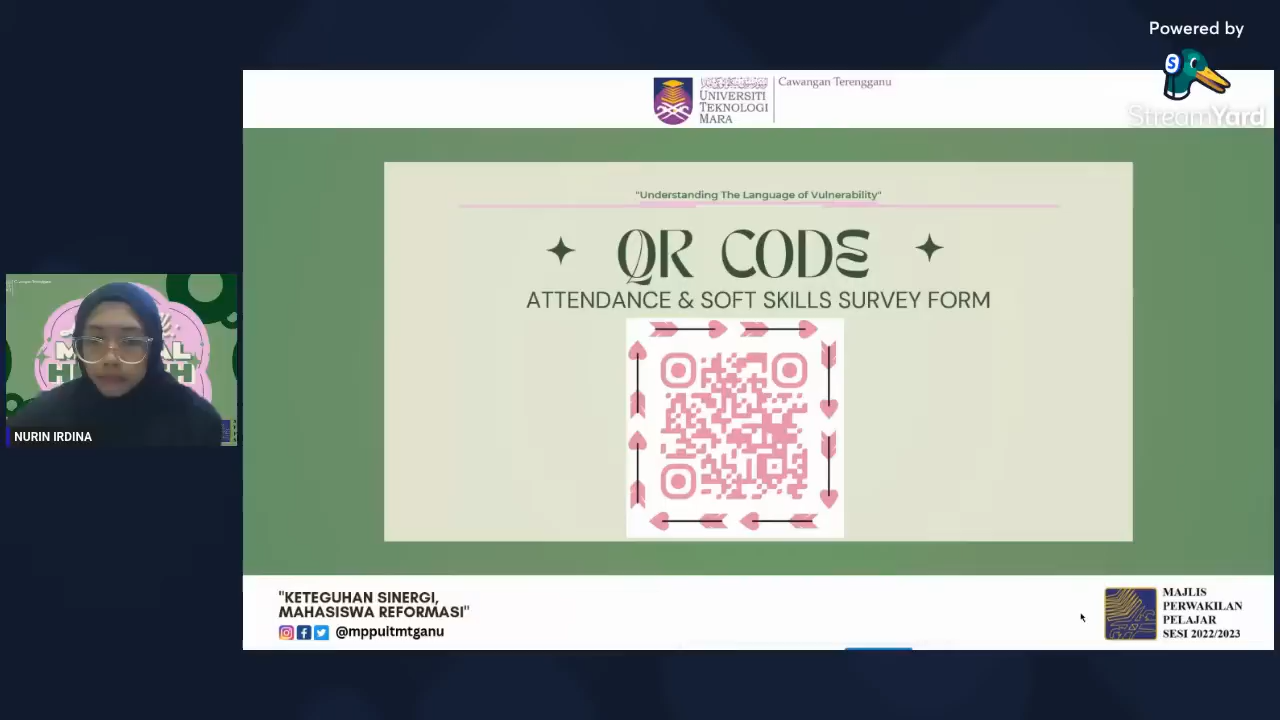 Powered by
StreamYard
UNIVERSITI
TEKNOLOGI
MARA
Cawangan Terengganu
"Understanding The Language of Vulnerability"
QR CODE
ATTENDANCE & SOFT SKILLS SURVEY FORM
NURIN IRDINA
"KETEGUHAN SINERGI,
MAHASISWA REFORMASI"
@mppuitmtganu
MAJLIS
PERWAKILAN
PELAJAR
SESI 2022/2023